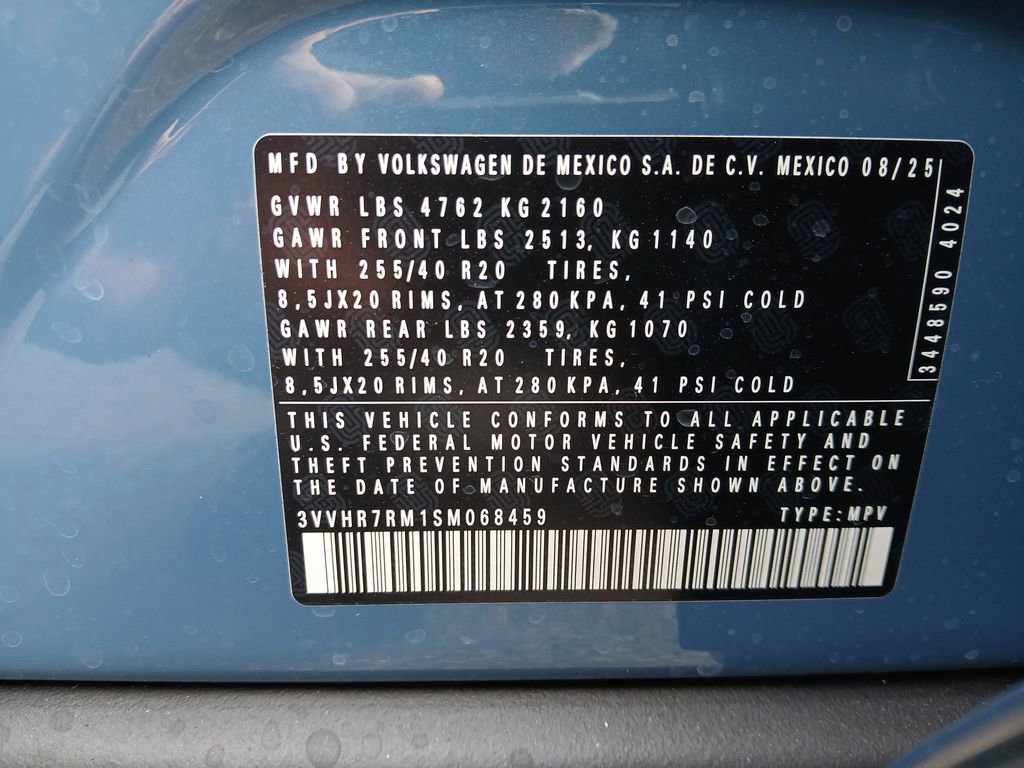 MFD BY VOLKSWAGEN DE MEXICO S.A. DE C.V. MEXICO 08/25
GVWR LBS 4762 KG 2160
GAWR FRONT LBS 2513, KG 1140
WITH 255/40 R20 TIRES,
8,5JX20 RIMS, AT 280 KPA, 41 PSI COLD
GAWR REAR LBS 2359, KG 1070
WITH 255/40 R20 TIRES,
8,5JX20 RIMS, AT 280 KPA, 41 PSI COLD
3448590 4024
THIS VEHICLE CONFORMS TO ALL APPLICABLE
U.S. FEDERAL MOTOR VEHICLE SAFETY AND
THEFT PREVENTION STANDARDS IN EFFECT ON
THE DATE OF MANUFACTURE SHOWN ABOVE.
3VVHR7RM1SM068459 TYPE:MPV